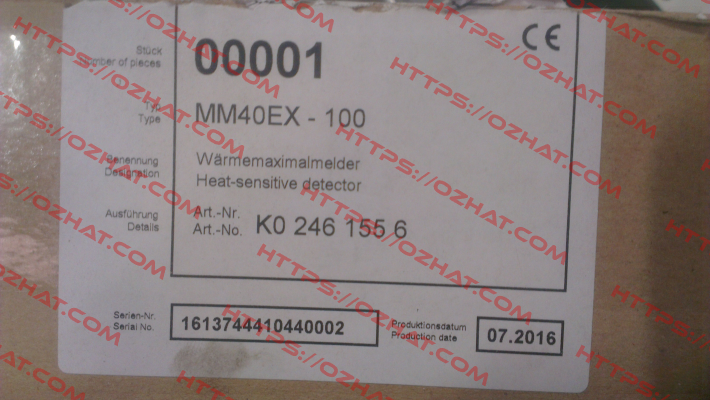 Stück
Number of pieces
00001
CE
Typ
Type
MM40EX - 100
Benennung
Designation
Wärmemaximalmelder
Heat-sensitive detector
Ausführung
Details
Art.-Nr.
Art.-No.
K0 246 155 6
Serien-Nr.
Serial No.
1613744410440002
Produktionsdatum
Production date
07.2016
HTTPS://OZHAT.COM